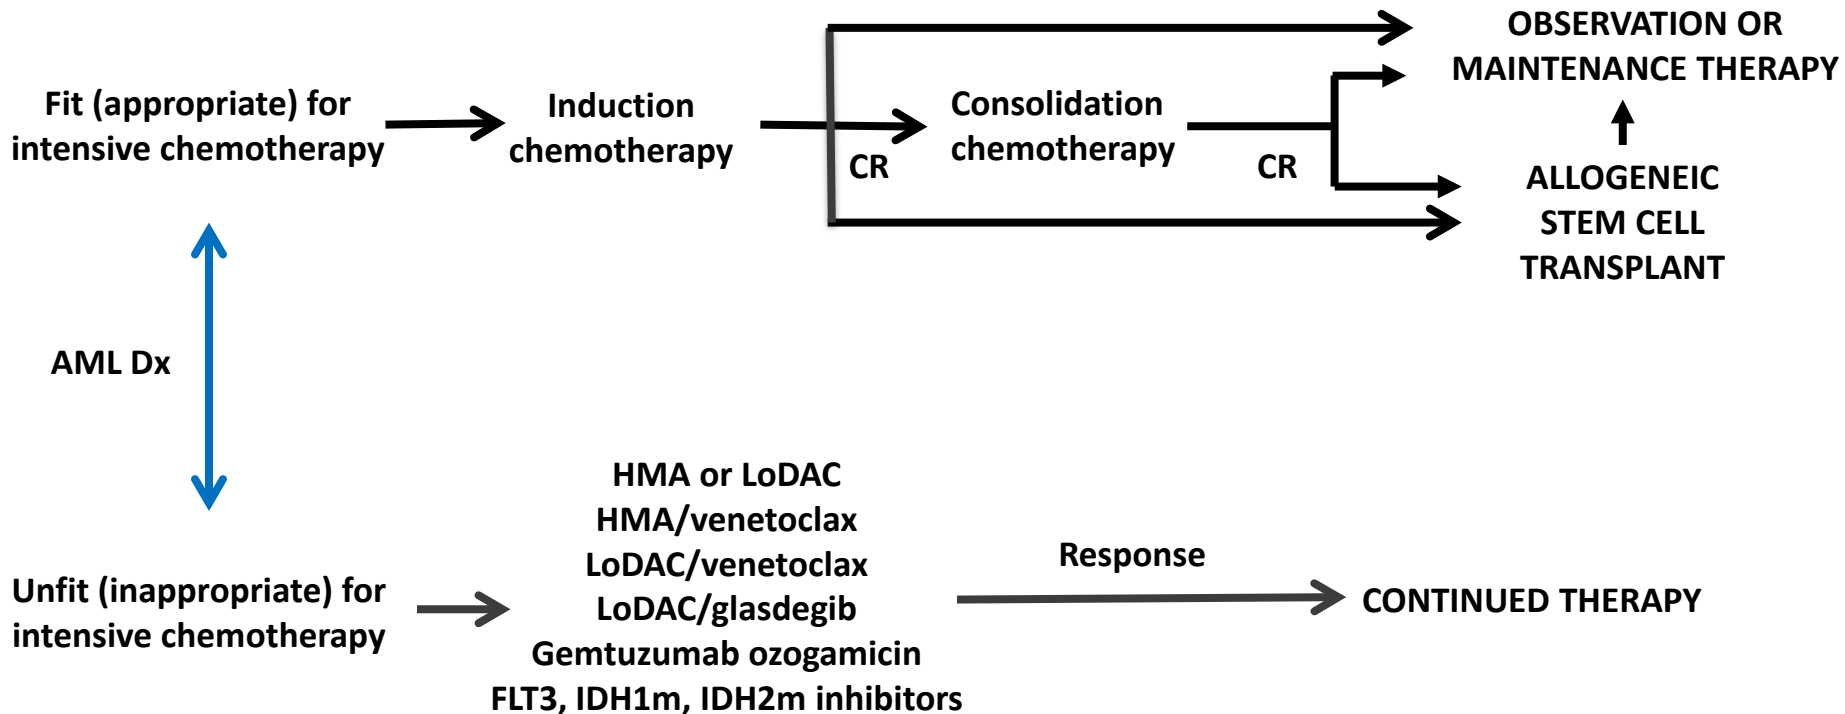 OBSERVATION OR
MAINTENANCE THERAPY
Fit (appropriate) for
intensive chemotherapy
Induction
chemotherapy
CR
Consolidation
chemotherapy
CR
ALLOGENEIC
STEM CELL
TRANSPLANT
AML Dx
Unfit (inappropriate) for
intensive chemotherapy
HMA or LoDAC
HMA/venetoclax
LoDAC/venetoclax
LoDAC/glasdegib
Gemtuzumab ozogamicin
FLT3, IDH1m, IDH2m inhibitors
Response
CONTINUED THERAPY